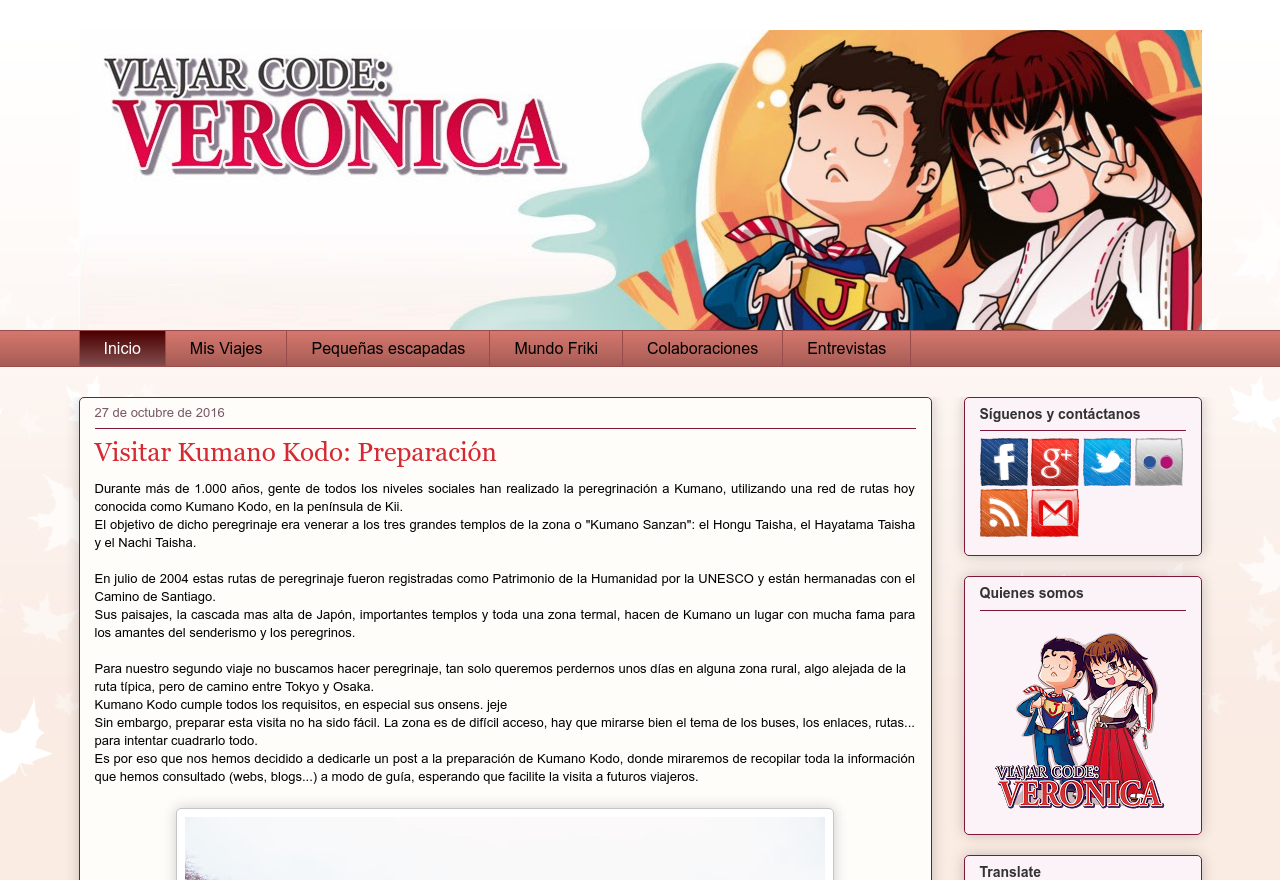 VIAJAR CODE:
VERONICA
J
Inicio
Mis Viajes
Pequeñas escapadas
Mundo Friki
Colaboraciones
Entrevistas
27 de octubre de 2016
Visitar Kumano Kodo: Preparación
Durante más de 1.000 años, gente de todos los niveles sociales han realizado la peregrinación a Kumano, utilizando una red de rutas hoy
conocida como Kumano Kodo, en la península de Kii.
El objetivo de dicho peregrinaje era venerar a los tres grandes templos de la zona o "Kumano Sanzan": el Hongu Taisha, el Hayatama Taisha
y el Nachi Taisha.
En julio de 2004 estas rutas de peregrinaje fueron registradas como Patrimonio de la Humanidad por la UNESCO y están hermanadas con el
Camino de Santiago.
Sus paisajes, la cascada mas alta de Japón, importantes templos y toda una zona termal, hacen de Kumano un lugar con mucha fama para
los amantes del senderismo y los peregrinos.
Para nuestro segundo viaje no buscamos hacer peregrinaje, tan solo queremos perdernos unos días en alguna zona rural, algo alejada de la
ruta típica, pero de camino entre Tokyo y Osaka.
Kumano Kodo cumple todos los requisitos, en especial sus onsens. jeje
Sin embargo, preparar esta visita no ha sido fácil. La zona es de difícil acceso, hay que mirarse bien el tema de los buses, los enlaces, rutas...
para intentar cuadrarlo todo.
Es por eso que nos hemos decidido a dedicarle un post a la preparación de Kumano Kodo, donde miraremos de recopilar toda la información
que hemos consultado (webs, blogs...) a modo de guía, esperando que facilite la visita a futuros viajeros.
Síguenos y contáctanos
Quienes somos
VIAJAR CODE:
VERONICA
Translate